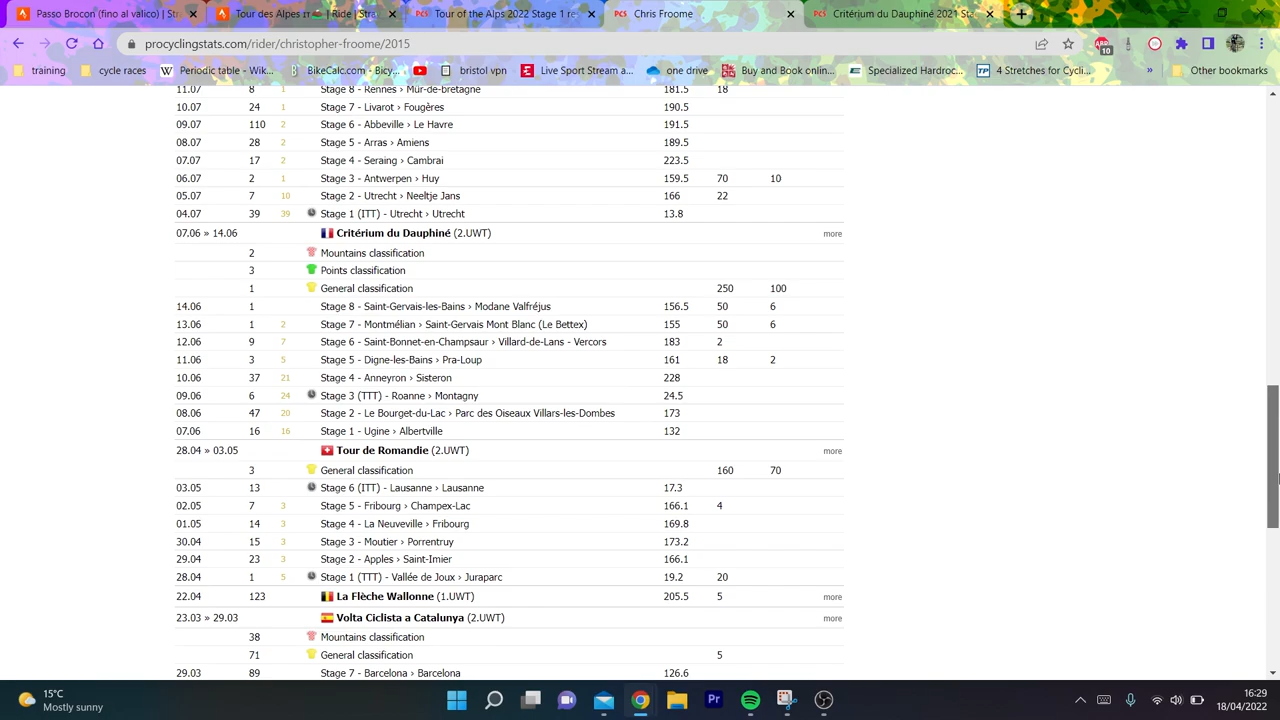 Passo Brocon (fino al valico) | Str
Tour des Alpes
| Ride | Stra
PCS Tour of the Alps 2022 Stage 1 re
PCS Chris Froome
PCS Critérium du Dauphiné 2021 Sta
procyclingstats.com/rider/christopher-froome/2015
10
training
cycle races
W Periodic table - Wik...
BikeCalc.com - Bicy...
bristol vpn
E Live Sport Stream a...
one drive
Buy and Book onlin...
Specialized Hardroc...
TP 4 Stretches for Cycli...
»
Other bookmarks
11.07 8 1 Stage 8 - Rennes › Mûr-de-bretagne 181.5 18
10.07 24 1 Stage 7 - Livarot › Fougères 190.5
09.07 110 2 Stage 6 - Abbeville › Le Havre 191.5
08.07 28 2 Stage 5 - Arras › Amiens 189.5
07.07 17 2 Stage 4 - Seraing › Cambrai 223.5
06.07 2 1 Stage 3 - Antwerpen › Huy 159.5 70 10
05.07 7 10 Stage 2 - Utrecht › Neeltje Jans 166 22
04.07 39 39 Stage 1 (ITT) - Utrecht › Utrecht 13.8
07.06 » 14.06 Critérium du Dauphiné (2.UWT) more
2 Mountains classification
3 Points classification
1 General classification 250 100
14.06 1 Stage 8 - Saint-Gervais-les-Bains › Modane Valfréjus 156.5 50 6
13.06 1 2 Stage 7 - Montmélian › Saint-Gervais Mont Blanc (Le Bettex) 155 50 6
12.06 9 7 Stage 6 - Saint-Bonnet-en-Champsaur › Villard-de-Lans - Vercors 183 2
11.06 3 5 Stage 5 - Digne-les-Bains › Pra-Loup 161 18 2
10.06 37 21 Stage 4 - Anneyron › Sisteron 228
09.06 6 24 Stage 3 (TTT) - Roanne › Montagny 24.5
08.06 47 20 Stage 2 - Le Bourget-du-Lac › Parc des Oiseaux Villars-les-Dombes 173
07.06 16 16 Stage 1 - Ugine › Albertville 132
28.04 » 03.05 Tour de Romandie (2.UWT) more
3 General classification 160 70
03.05 13 Stage 6 (ITT) - Lausanne › Lausanne 17.3
02.05 7 3 Stage 5 - Fribourg › Champex-Lac 166.1 4
01.05 14 3 Stage 4 - La Neuveville › Fribourg 169.8
30.04 15 3 Stage 3 - Moutier › Porrentruy 173.2
29.04 23 3 Stage 2 - Apples › Saint-Imier 166.1
28.04 1 5 Stage 1 (TTT) - Vallée de Joux › Juraparc 19.2 20
22.04 123 La Flèche Wallonne (1.UWT) 205.5 5 more
23.03 » 29.03 Volta Ciclista a Catalunya (2.UWT) more
38 Mountains classification
71 General classification 5
29.03 89 Stage 7 - Barcelona › Barcelona 126.6
15°C
Mostly sunny
Pr
16:29
18/04/2022